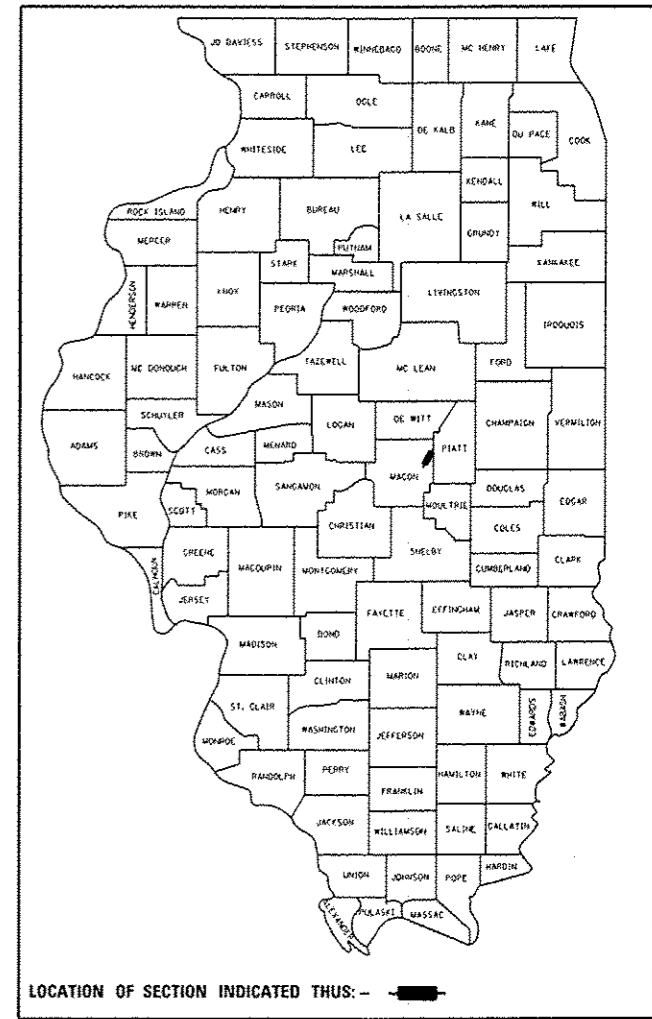 JO DAVIESS STEPHENSON WINNEBAGO BOONE MC HENRY LAKE
CARROLL OGLE
DE KALB KANE DU PAGE COOK
WHITESIDE LEE
KENDALL WILL
ROCK ISLAND HENRY BUREAU LA SALLE
GRUNDY
MERCER PUTNAM
STARK MARSHALL KANKAKEE
HENDERSON WARREN KNOX PEORIA WOODFORD LIVINGSTON
IROQUOIS
HANCOCK MC DONOUGH FULTON TAZEWELL MC LEAN FORD
MASON
SCHUYLER LOGAN DE WITT CHAMPAIGN VERMILION
ADAMS BROWN CASS MENARD PIATT
MACON
MORGAN SANGAMON MOULTRIE DOUGLAS EDGAR
PIKE SCOTT CHRISTIAN COLES
GREENE MACOUPIN MONTGOMERY SHELBY
CUMBERLAND CLARK
CALHOUN JERSEY
FAYETTE EFFINGHAM JASPER CRAWFORD
MADISON BOND
CLAY RICHLAND LAWRENCE
CLINTON MARION
ST. CLAIR WAYNE EDWARDS WABASH
WASHINGTON JEFFERSON
MONROE
RANDOLPH PERRY HAMILTON WHITE
FRANKLIN
JACKSON WILLIAMSON SALINE GALLATIN
UNION JOHNSON POPE HARDIN
ALEXANDER PULASKI MASSAC
LOCATION OF SECTION INDICATED THUS: -